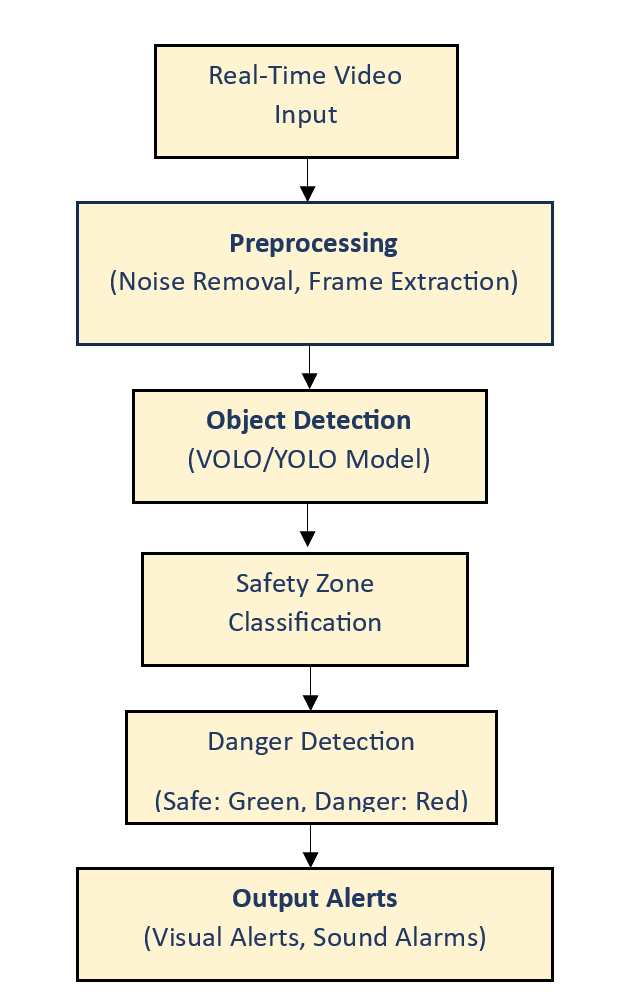 Real-Time Video
Input
Preprocessing
(Noise Removal, Frame Extraction)
Object Detection
(VOLO/YOLO Model)
Safety Zone
Classification
Danger Detection
(Safe: Green, Danger: Red)
Output Alerts
(Visual Alerts, Sound Alarms)